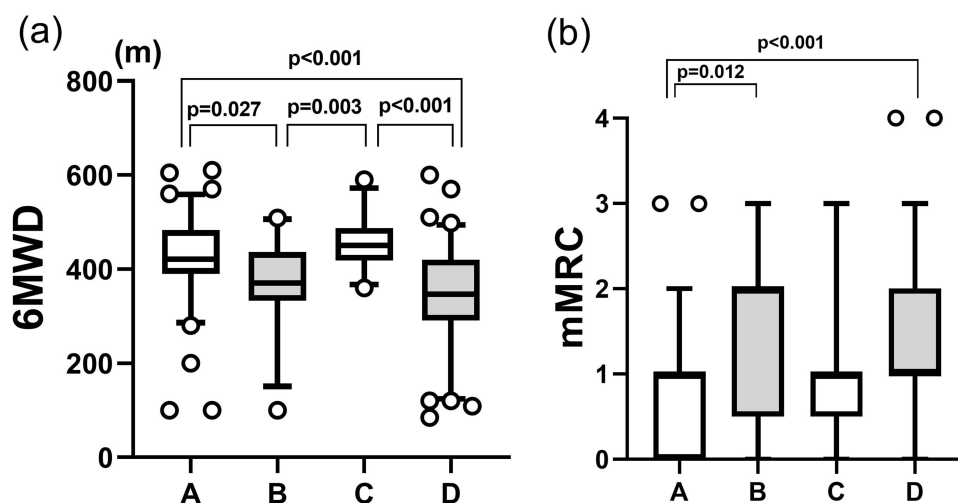 (a)
(m)
p<0.001
p=0.027
p=0.003
p<0.001
6MWD
800
600
400
200
0
A
B
C
D
(b)
p<0.001
p=0.012
mMRC
4
3
2
1
0
A
B
C
D